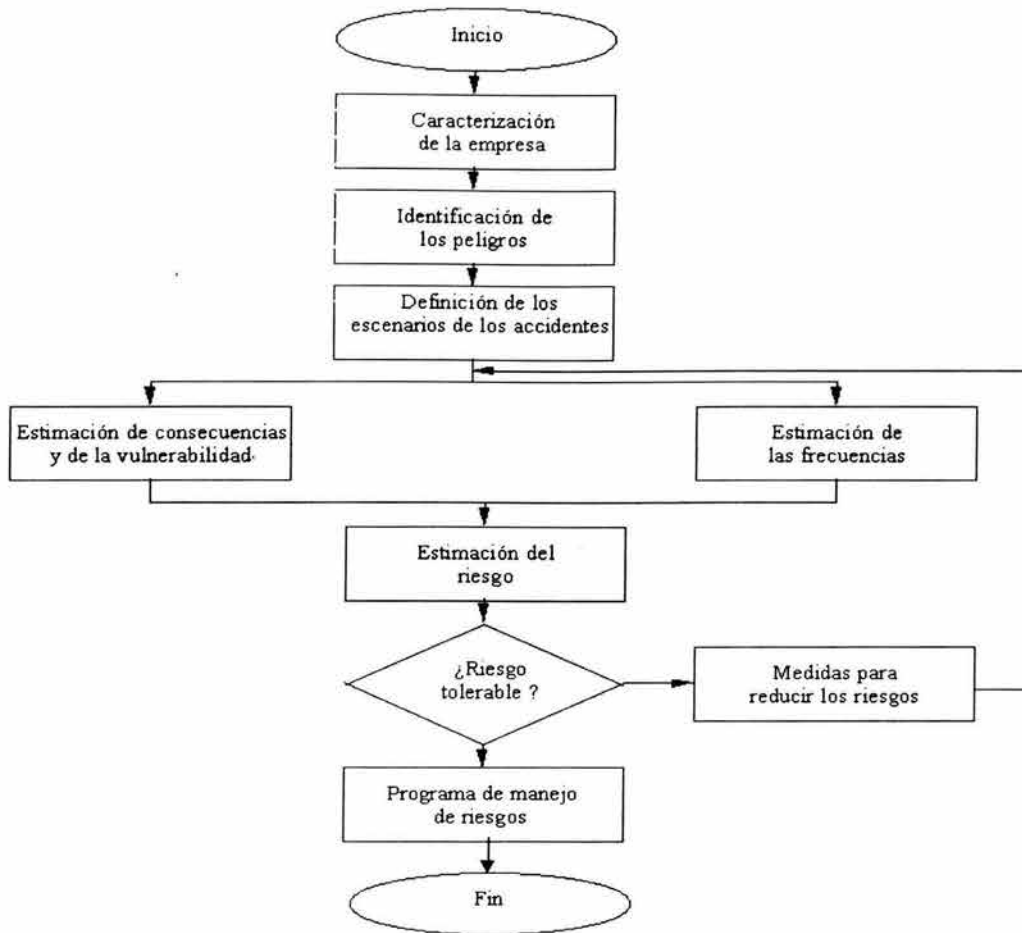 Inicio
Caracterización
de la empresa
Identificación de
los peligros
Definición de los
escenarios de los accidentes
Estimación de consecuencias
y de la vulnerabilidad
Estimación de
las frecuencias
Estimación del
riesgo
¿Riesgo
tolerable ?
Medidas para
reducir los riesgos
Programa de manejo
de riesgos
Fin